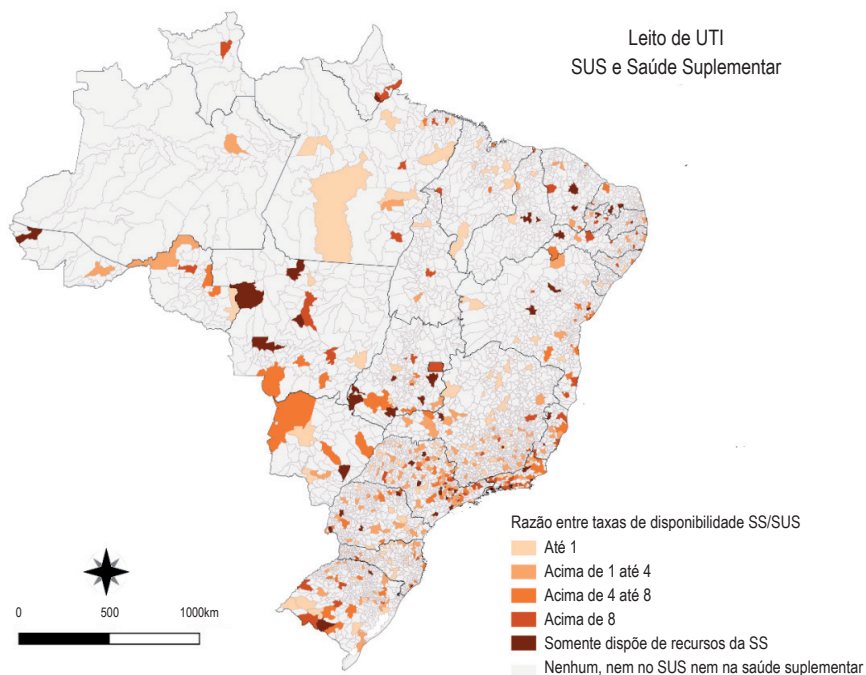 Leito de UTI
SUS e Saúde Suplementar
Razão entre taxas de disponibilidade SS/SUS
Até 1
Acima de 1 até 4
Acima de 4 até 8
Acima de 8
Somente dispõe de recursos da SS
Nenhum, nem no SUS nem na saúde suplementar
0 500 1000km